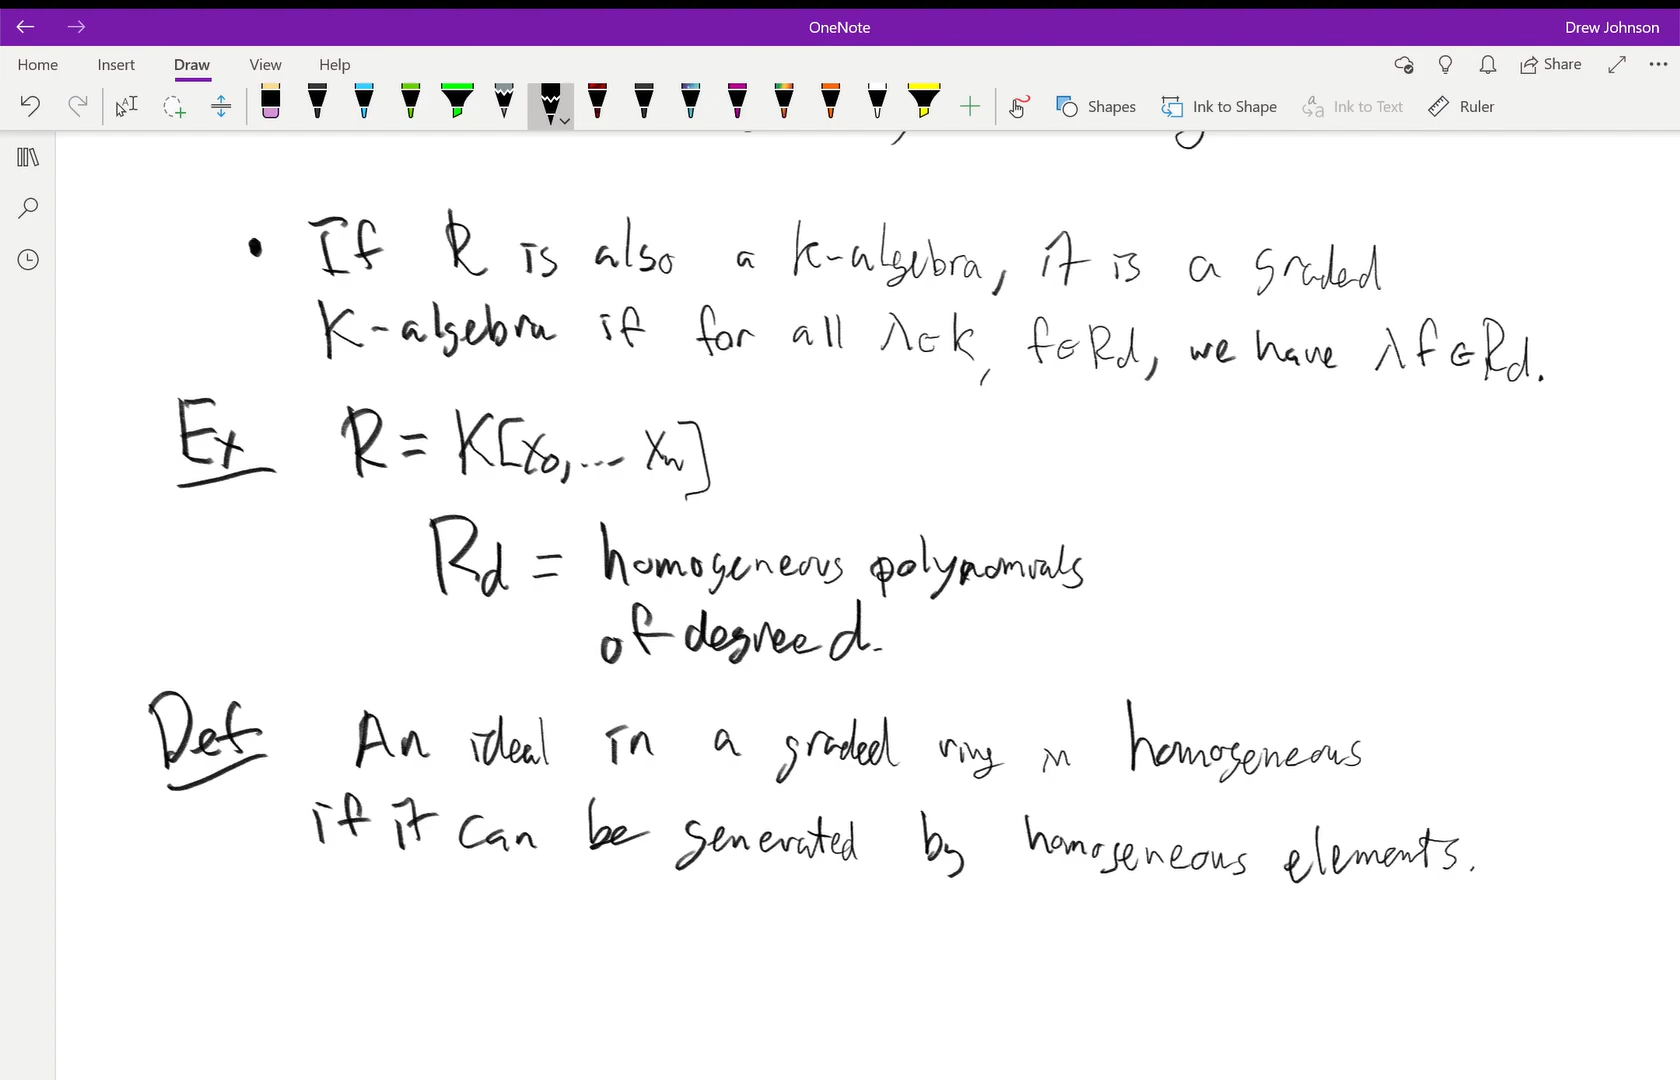 OneNote
Drew Johnson
Home Insert Draw View Help
Share
Shapes Ink to Shape Ink to Text Ruler
• If R is also a K-algebra, it is a graded
K-algebra if for all λ∈K, f∈Rd, we have λf∈Rd.
Ex R = K[x₀,... xₙ]
Rd = homogeneous polynomials
of degree d.
Def An ideal in a graded ring is homogeneous
if it can be generated by homogeneous elements.